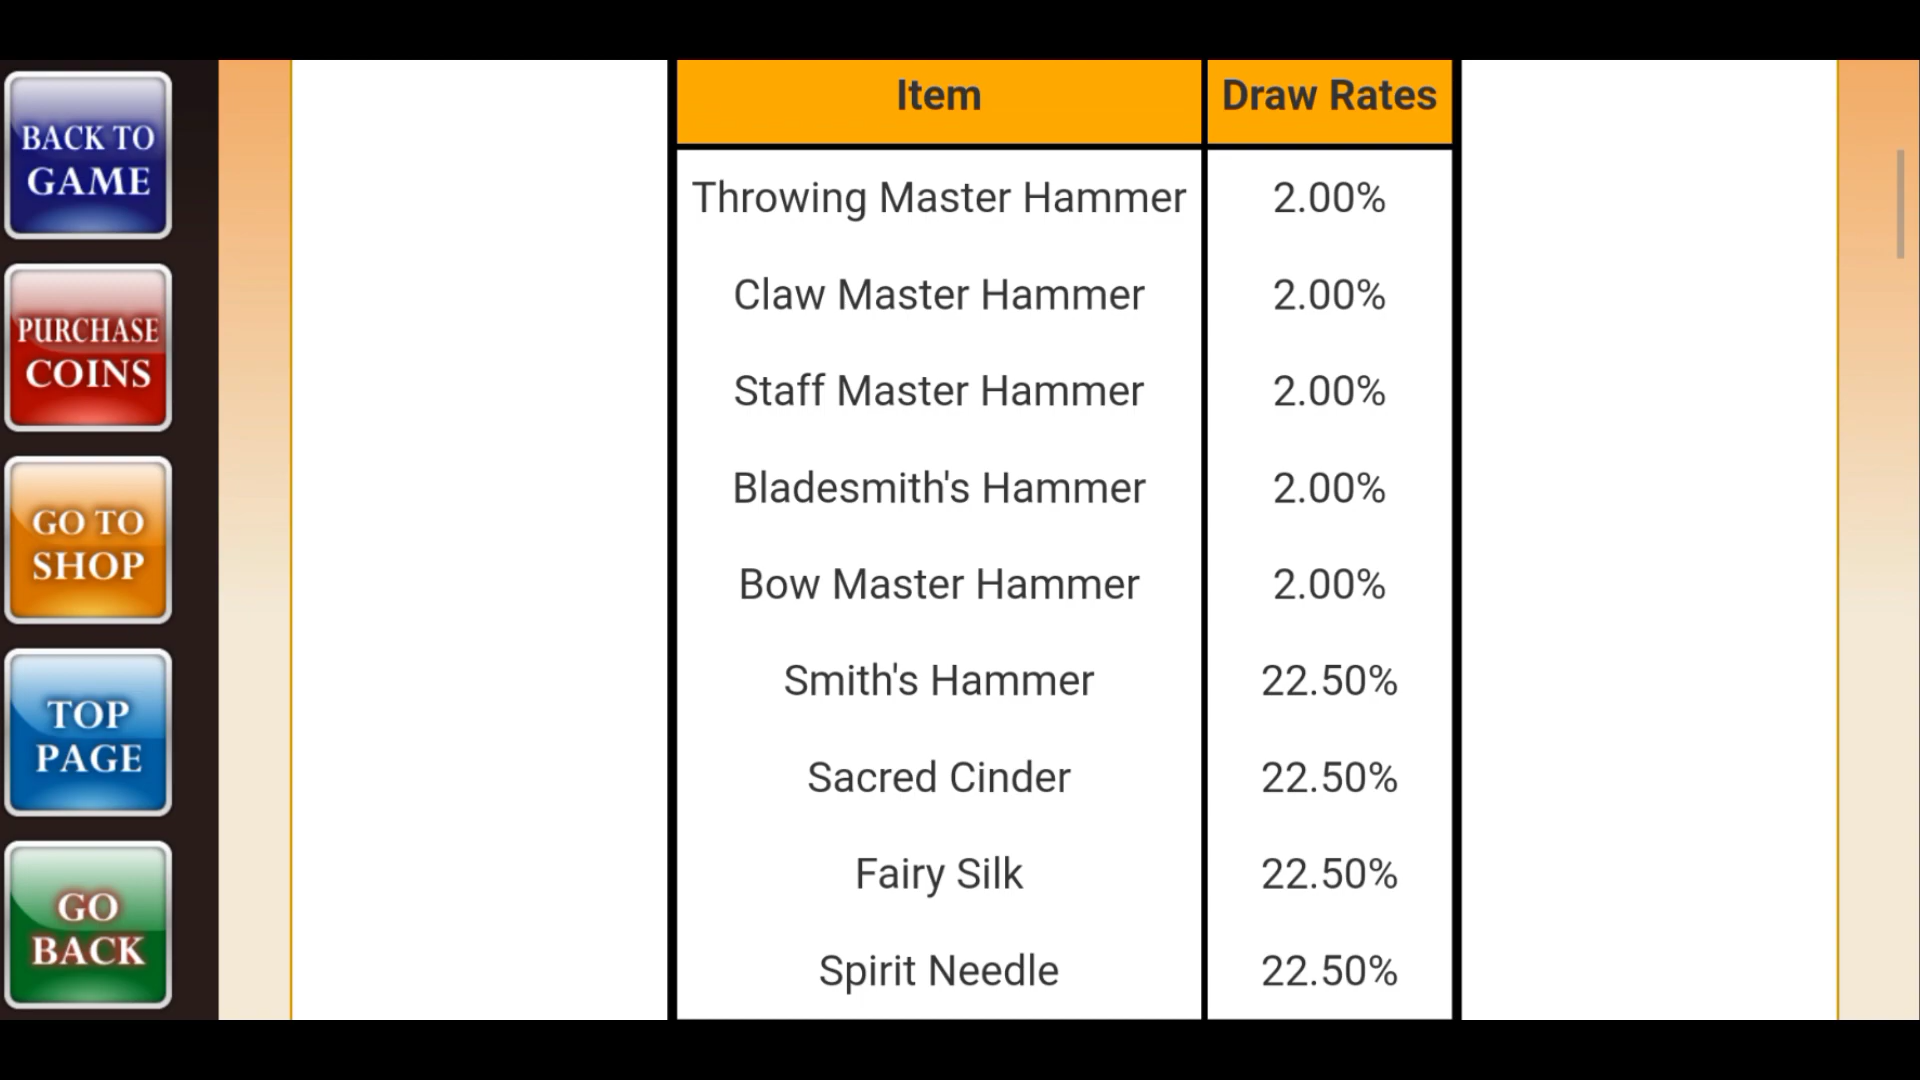 BACK TO
GAME
PURCHASE
COINS
GO TO
SHOP
TOP
PAGE
GO
BACK
Item Draw Rates
Throwing Master Hammer 2.00%
Claw Master Hammer 2.00%
Staff Master Hammer 2.00%
Bladesmith's Hammer 2.00%
Bow Master Hammer 2.00%
Smith's Hammer 22.50%
Sacred Cinder 22.50%
Fairy Silk 22.50%
Spirit Needle 22.50%